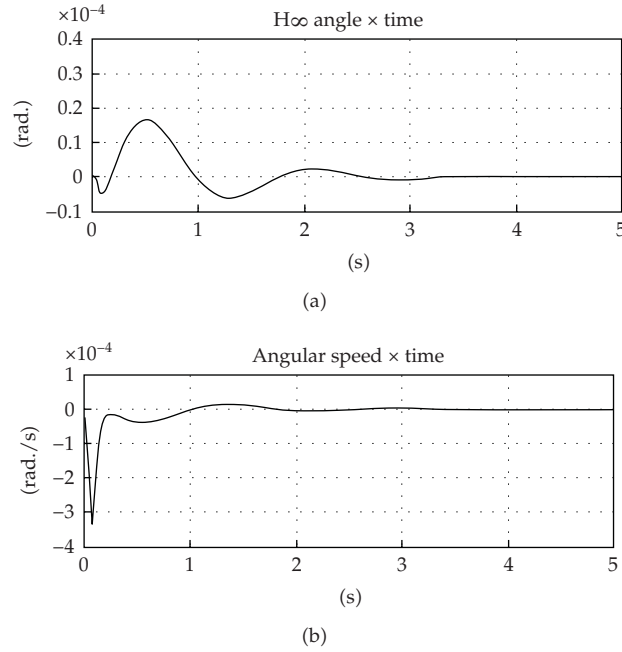 ×10⁻⁴
H∞ angle × time
0.4
0.3
0.2
0.1
0
−0.1
(rad.)
0 1 2 3 4 5
(s)
(a)
×10⁻⁴
Angular speed × time
1
0
−1
−2
−3
−4
(rad./s)
0 1 2 3 4 5
(s)
(b)